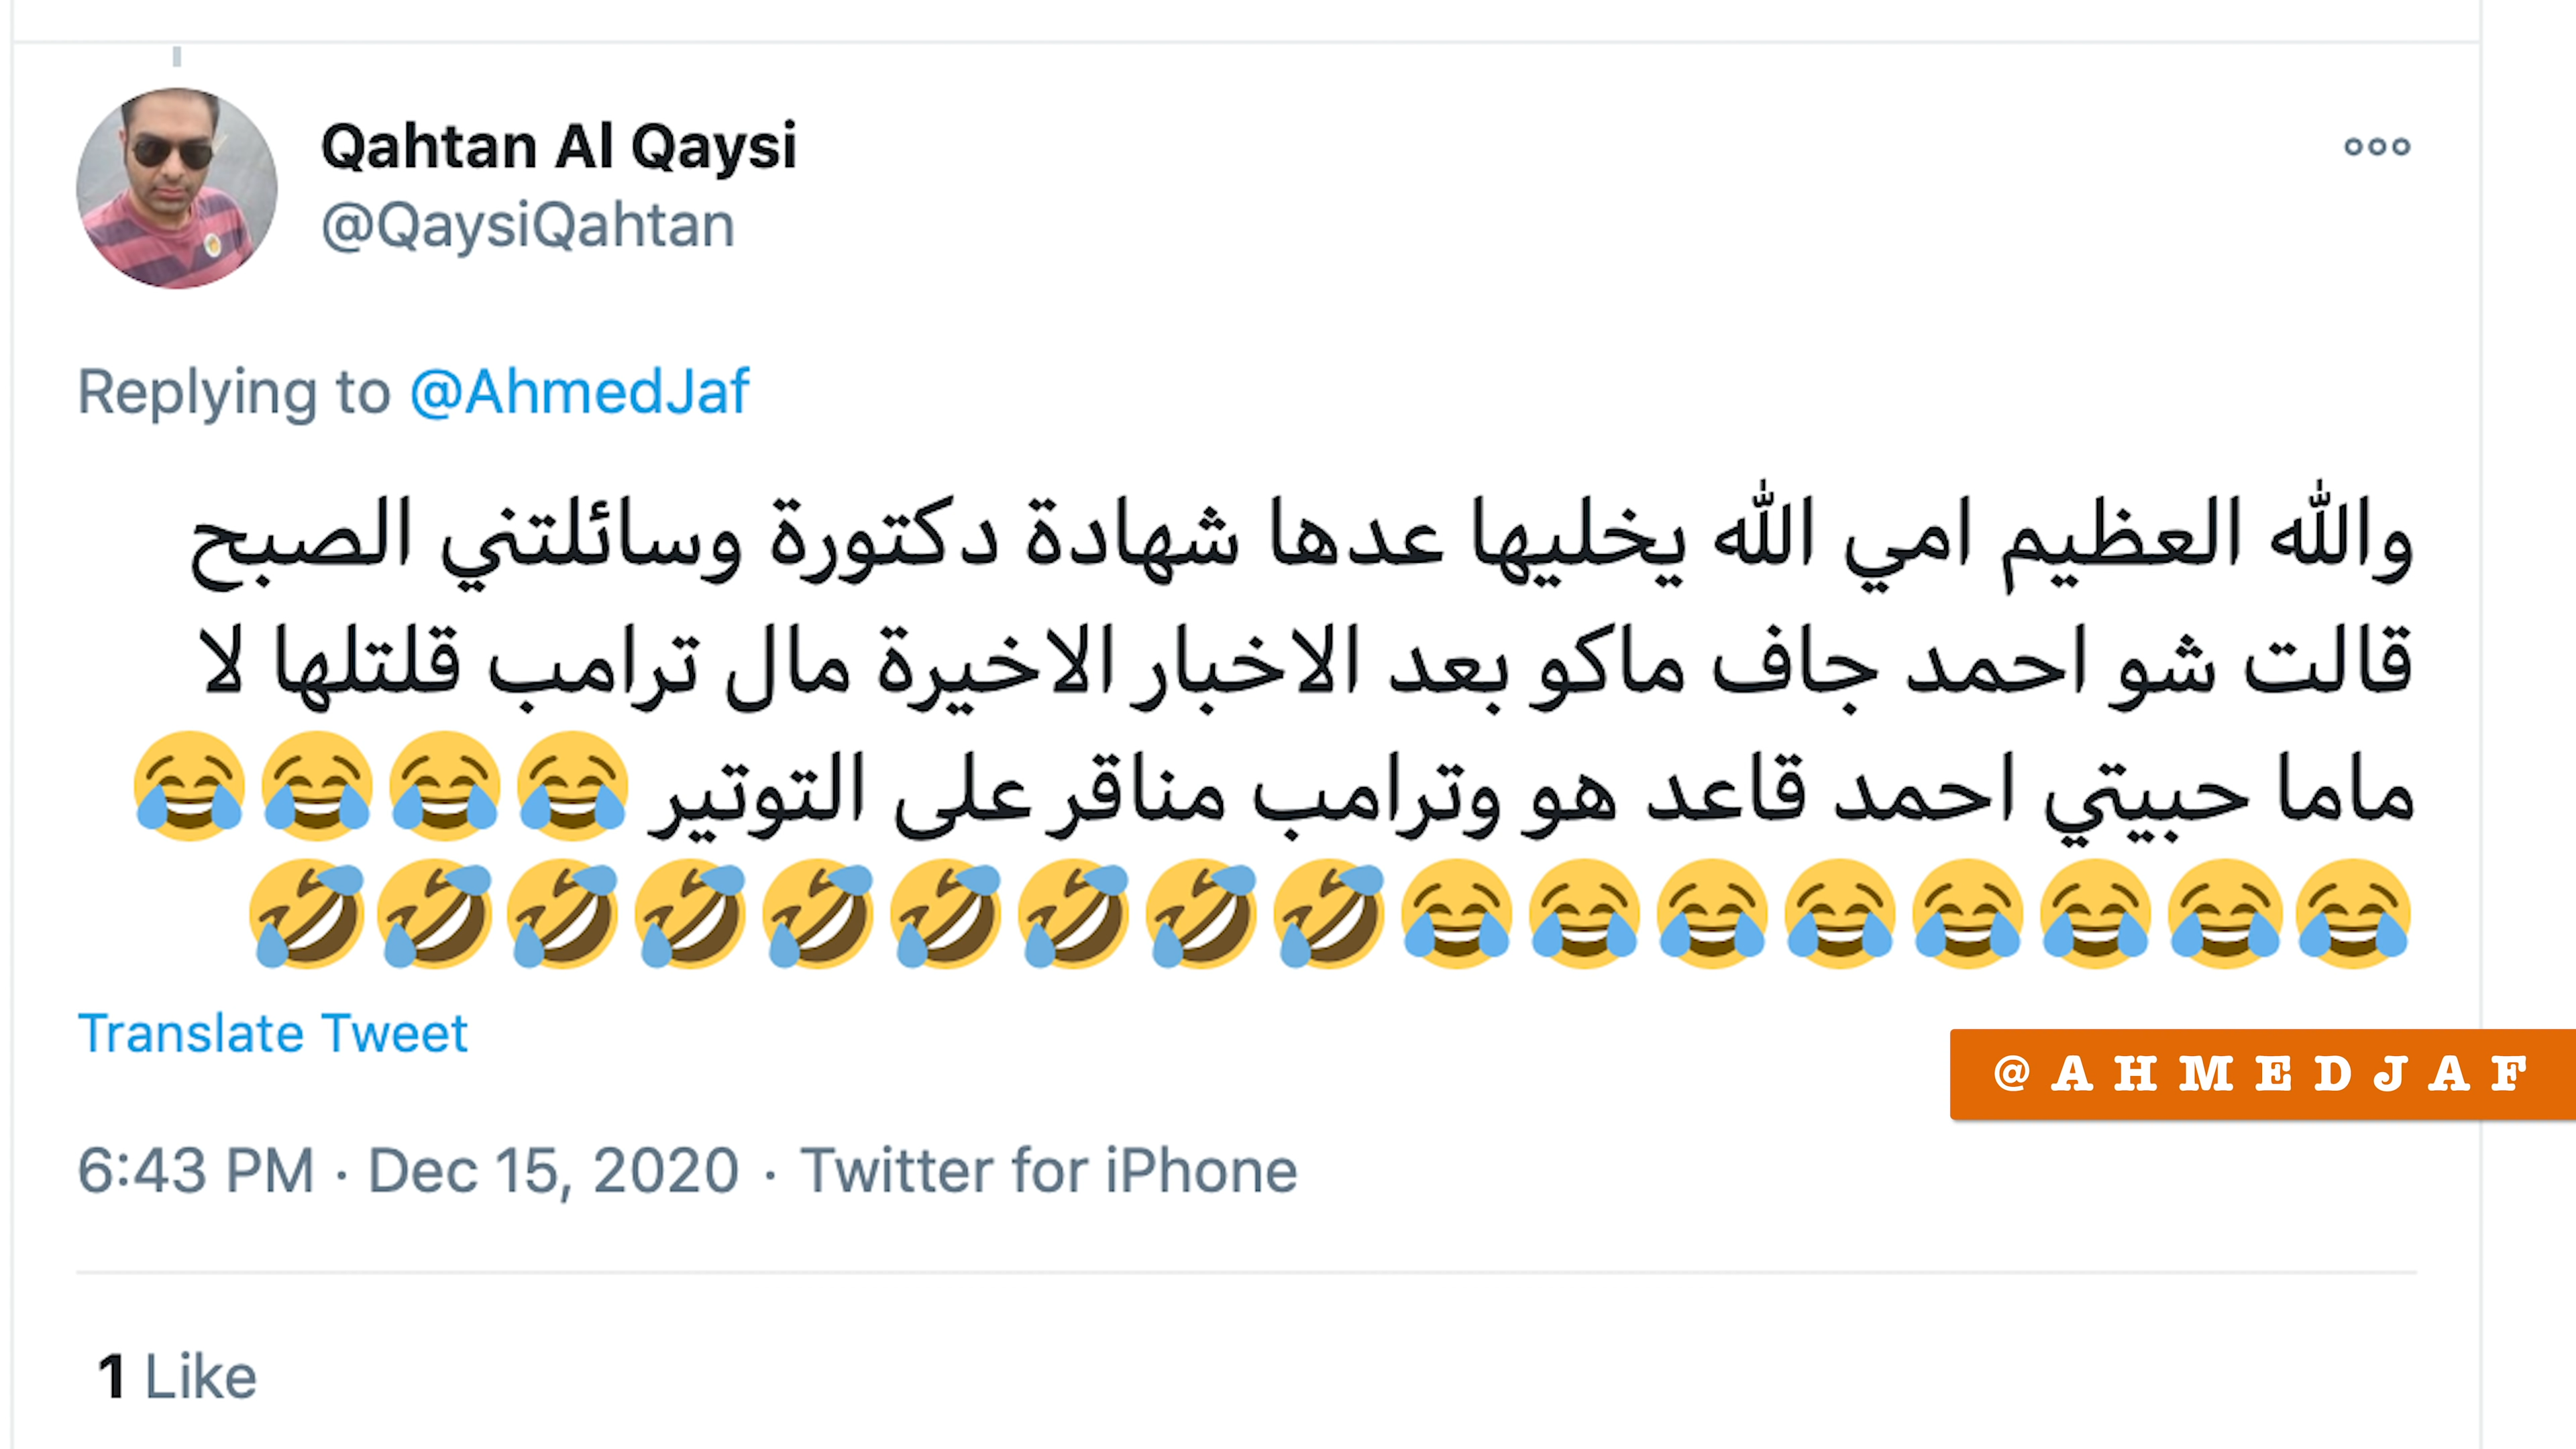 Qahtan Al Qaysi
@QaysiQahtan
Replying to @AhmedJaf
والله العظيم امي الله يخليها عدها شهادة دكتورة وسائلتني الصبح
قالت شو احمد جاف ماكو بعد الاخبار الاخيرة مال ترامب قلتلها لا
ماما حبيتي احمد قاعد هو وترامب مناقر على التوتير 😂😂😂😂
😂😂😂😂😂😂😂😂🤣🤣🤣🤣🤣🤣🤣🤣🤣
Translate Tweet
@AHMEDJAF
6:43 PM · Dec 15, 2020 · Twitter for iPhone
1 Like